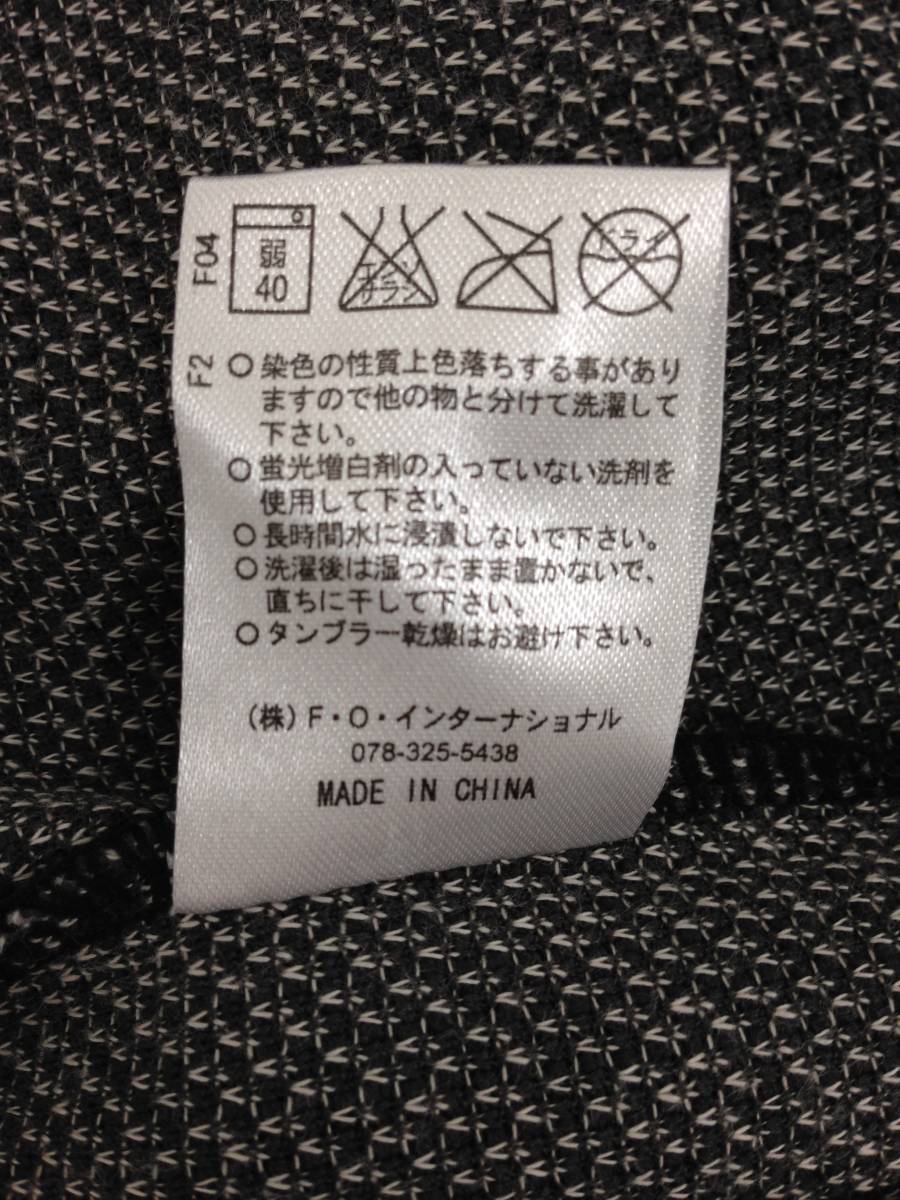 F04
弱
40
エンソ
サラシ
ドライ
F2
○染色の性質上色落ちする事があり
ますので他の物と分けて洗濯して
下さい。
○蛍光増白剤の入っていない洗剤を
使用して下さい。
○長時間水に浸漬しないで下さい。
○洗濯後は湿ったまま置かないで、
直ちに干して下さい。
○タンブラー乾燥はお避け下さい。
(株)F・O・インターナショナル
078-325-5438
MADE IN CHINA